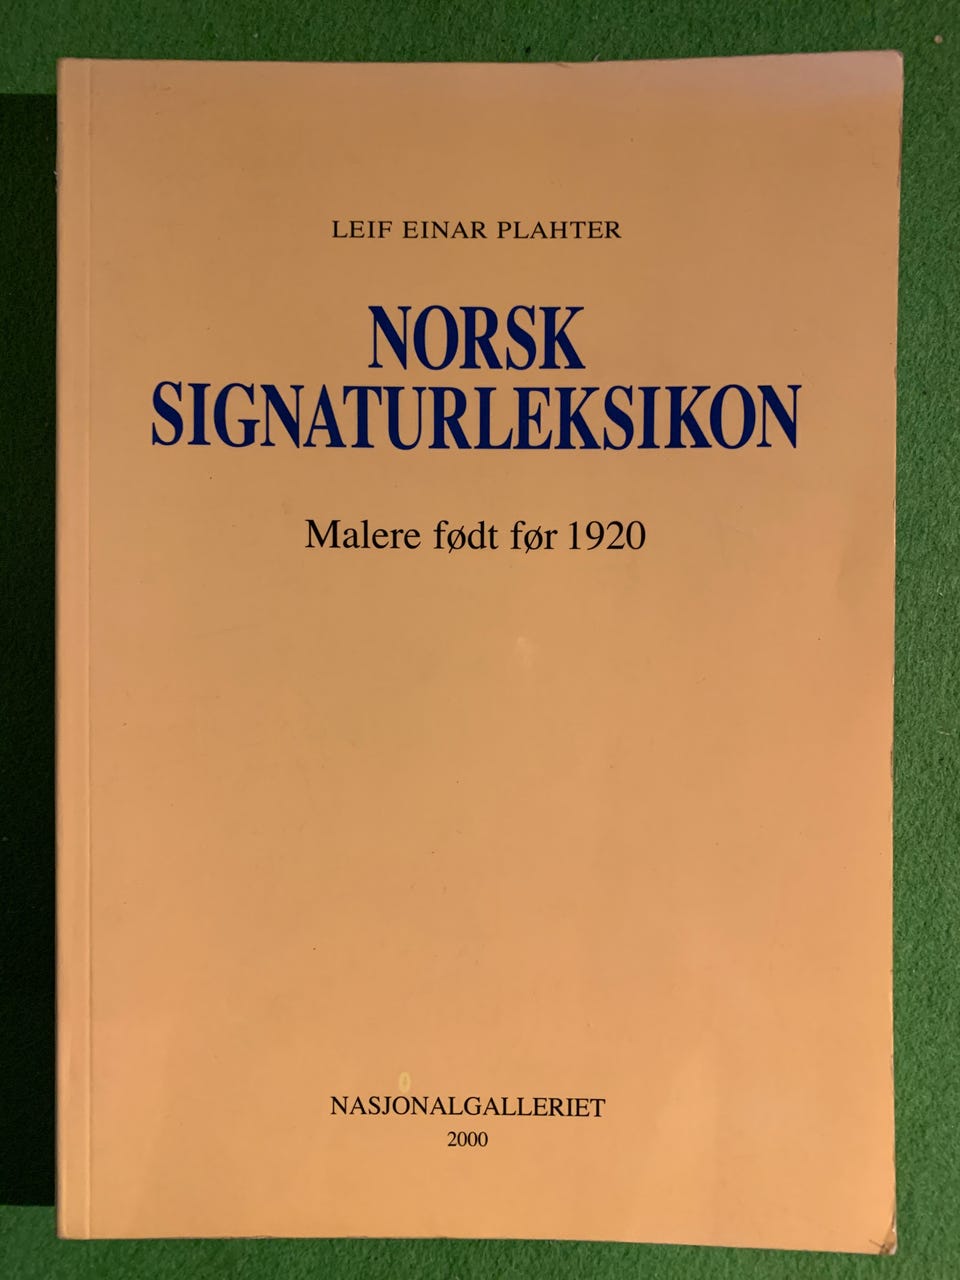 LEIF EINAR PLAHTER
NORSK
SIGNATURLEKSIKON
Malere født før 1920
NASJONALGALLERIET
2000